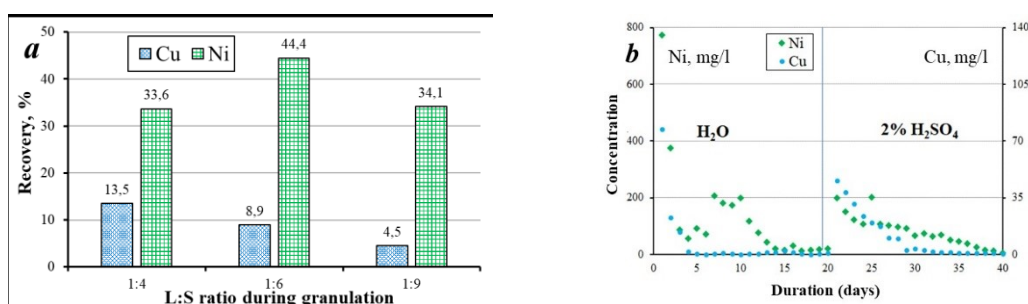 a
Cu Ni
Recovery, %
50
40
30
20
10
0
13,5
33,6
8,9
44,4
4,5
34,1
1:4 1:6 1:9
L:S ratio during granulation
b
Ni, mg/l
Ni
Cu
Cu, mg/l
Concentration
800
600
400
200
0
140
105
70
35
0
H₂O
2% H₂SO₄
0 5 10 15 20 25 30 35 40
Duration (days)